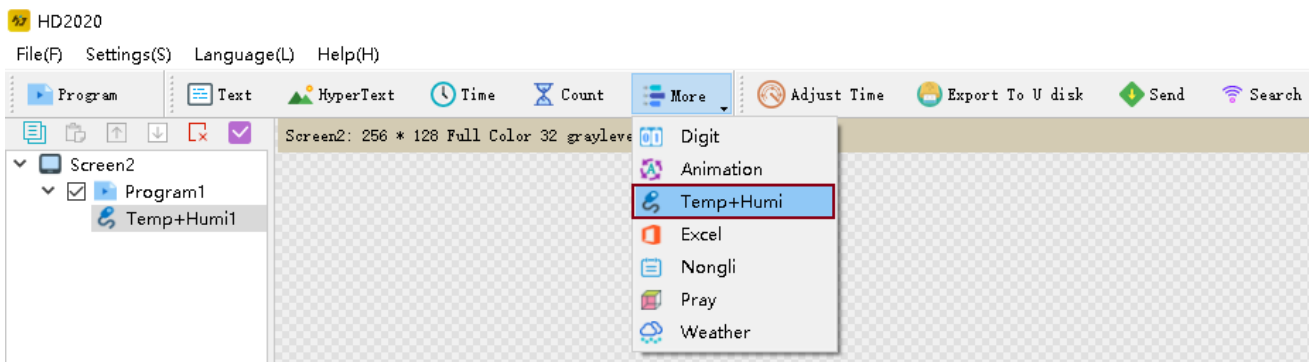 HD2020
File(F) Settings(S) Language(L) Help(H)
Program Text HyperText Time Count More Adjust Time Export To U disk Send Search
Screen2: 256 * 128 Full Color 32 grayleve
Digit
Animation
Screen2
Program1
Temp+Humi
Temp+Humi1
Excel
Nongli
Pray
Weather